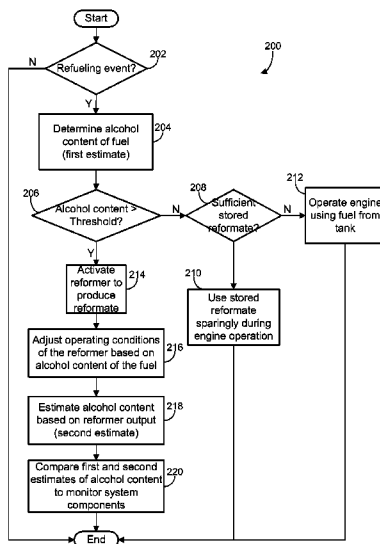 Start
200
202
N
Refueling event?
Y
204
Determine alcohol
content of fuel
(first estimate)
206
Alcohol content >
Threshold?
N
208
Sufficient
stored
reformate?
N
212
Operate engine
using fuel from
tank
Y
214
Activate
reformer to
produce
reformate
210
Use stored
reformate
sparingly during
engine operation
Adjust operating conditions
of the reformer based on
alcohol content of the fuel
216
Estimate alcohol content
based on reformer output
(second estimate)
218
Compare first and second
estimates of alcohol content
to monitor system
components
220
End